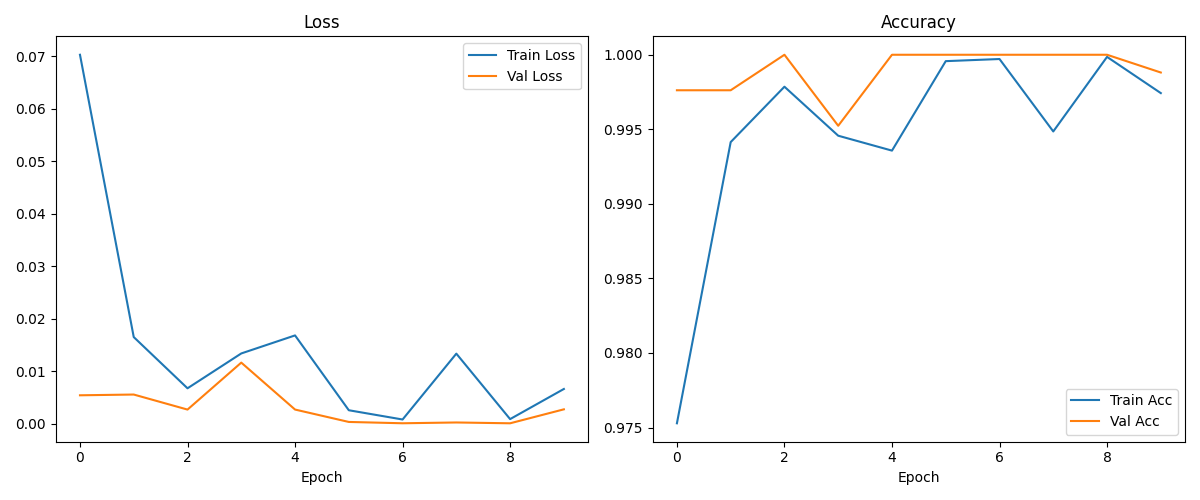 Loss
0.07
0.06
0.05
0.04
0.03
0.02
0.01
0.00
Train Loss
Val Loss
0 2 4 6 8
Epoch
Accuracy
1.000
0.995
0.990
0.985
0.980
0.975
Train Acc
Val Acc
0 2 4 6 8
Epoch